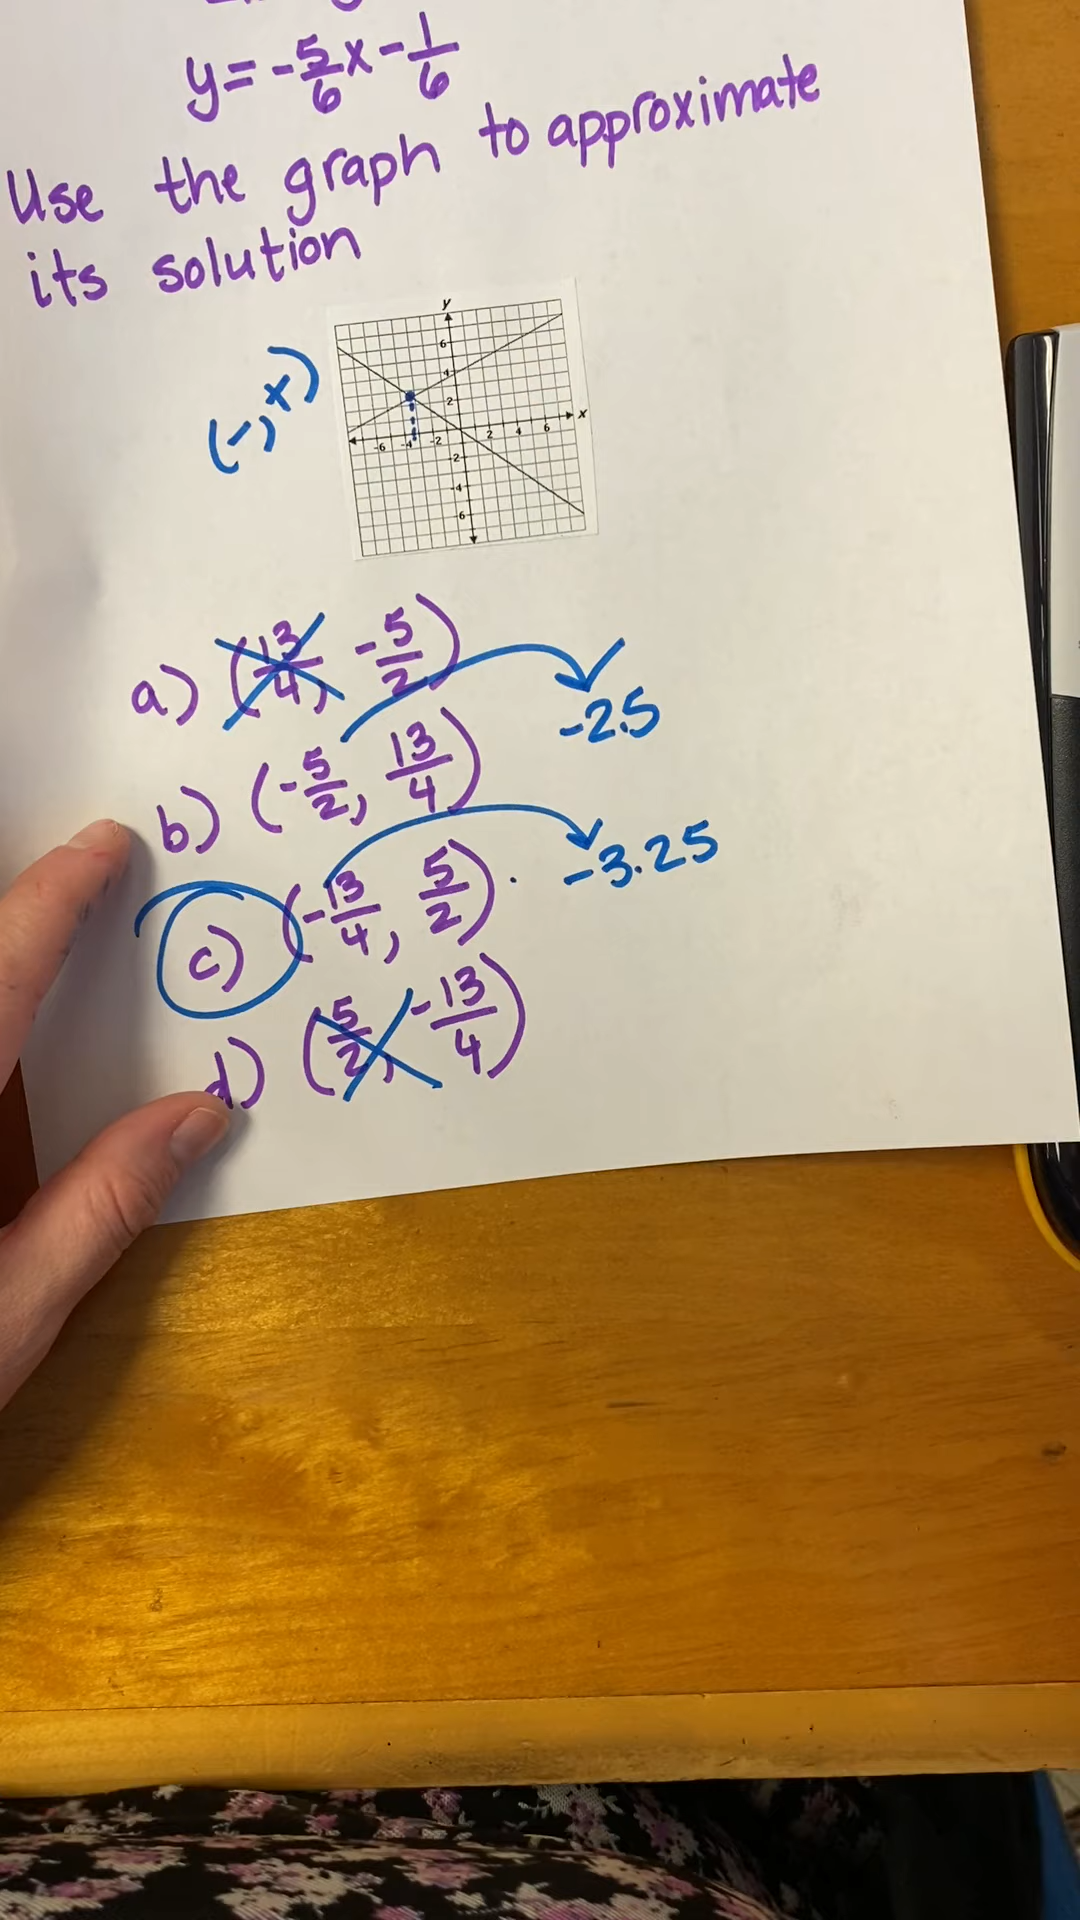 y = -5/6x - 1/6
Use the graph to approximate
its solution
(-, +)
y
6
4
2
x
-6 -4 -2 2 4 6
-2
-4
-6
a) (13/4, -5/2)
-2.5
b) (-5/2, 13/4)
-3.25
c) (-13/4, 5/2).
d) (5/2, -13/4)